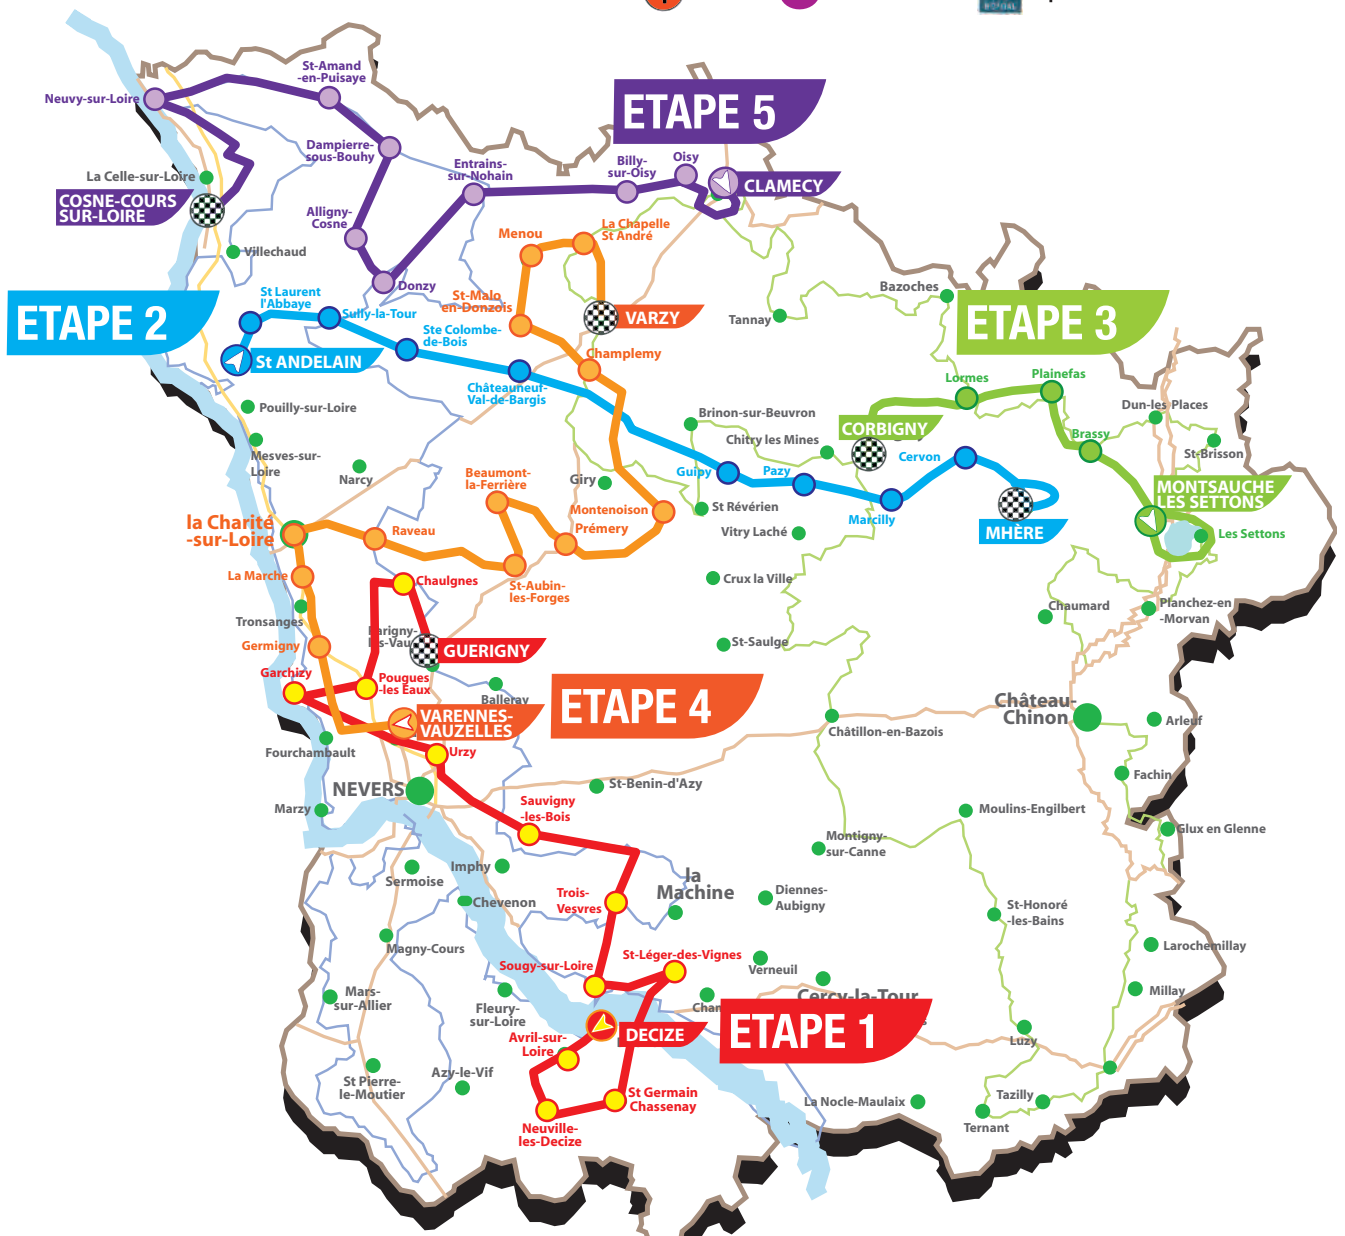 St-Amand
-en-Puisaye
Neuvy-sur-Loire
ETAPE 5
Dampierre-
sous-Bouhy
Entrains-
sur-Nohain
Billy-
sur-Oisy
Oisy
CLAMECY
La Celle-sur-Loire
COSNE-COURS
SUR-LOIRE
Alligny-
Cosne
Menou
La Chapelle
St André
Villechaud
Donzy
Bazoches
St Laurent
l'Abbaye
Sully-la-Tour
St-Malo
en-Donzois
VARZY
Tannay
ETAPE 2
ETAPE 3
Ste Colombe-
de-Bois
St ANDELAIN
Champlemy
Châteauneuf-
Val-de-Bargis
Lormes
Plainefas
Pouilly-sur-Loire
Brinon-sur-Beuvron
Dun-les Places
Chitry les Mines
CORBIGNY
Brassy
Mesves-sur-
Loire
Narcy
Cervon
St-Brisson
Beaumont-
la-Ferrière
Giry
Guipy
Pazy
MONTSAUCHE
LES SETTONS
Montenoison
St Révérien
Marcilly
la Charité
-sur-Loire
Raveau
Prémery
Vitry Laché
MHÈRE
Les Settons
La Marche
Chaulgnes
St-Aubin-
les-Forges
Crux la Ville
Chaumard
Planchez-en
-Morvan
Tronsanges
Germigny
Parigny-
les-Vaux
GUERIGNY
St-Saulge
Garchizy
Pougues
-les Eaux
Balleray
ETAPE 4
VARENNES-
VAUZELLES
Château-
Chinon
Arleuf
Châtillon-en-Bazois
Fourchambault
Urzy
Fachin
NEVERS
St-Benin-d'Azy
Marzy
Sauvigny
-les-Bois
Moulins-Engilbert
Glux en Glenne
Montigny-
sur-Canne
Imphy
Sermoise
la
Machine
Trois-
Vesvres
Diennes-
Aubigny
Chevenon
St-Honoré
-les-Bains
Magny-Cours
St-Léger-des-Vignes
Larochemillay
Sougy-sur-Loire
Verneuil
Mars-
sur-Allier
Fleury-
sur-Loire
Cercy-la-Tour
Millay
Cham
ETAPE 1
DECIZE
Avril-sur-
Loire
Luzy
St Pierre-
le-Moutier
Azy-le-Vif
St Germain
Chassenay
La Nocle-Maulaix
Tazilly
Neuville-
les-Decize
Ternant